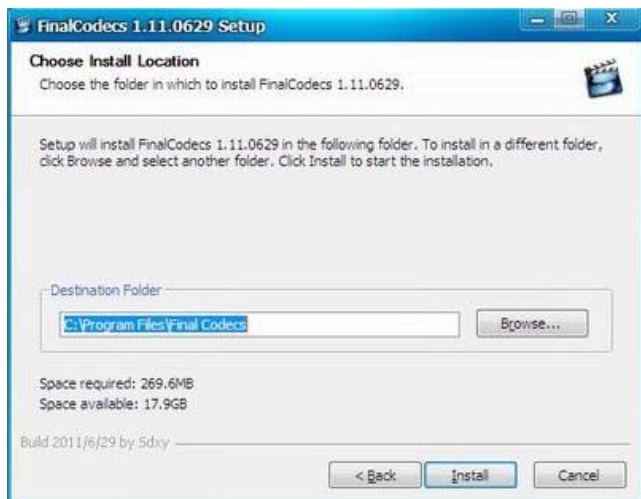 FinalCodecs 1.11.0629 Setup
Choose Install Location
Choose the folder in which to install FinalCodecs 1.11.0629.
Setup will install FinalCodecs 1.11.0629 in the following folder. To install in a different folder,
click Browse and select another folder. Click Install to start the installation.
Destination Folder
C:\Program Files\Final Codecs
Browse...
Space required: 269.6MB
Space available: 17.9GB
Build 2011/6/29 by Sdxy
< Back
Install
Cancel